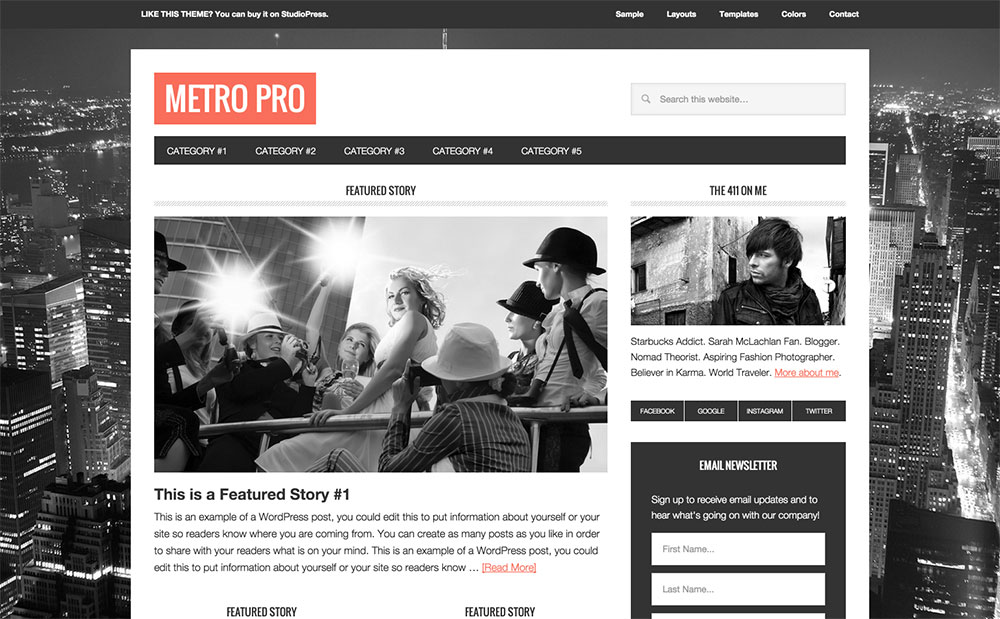 LIKE THIS THEME? You can buy it on StudioPress.
Sample
Layouts
Templates
Colors
Contact
METRO PRO
Search this website...
CATEGORY #1
CATEGORY #2
CATEGORY #3
CATEGORY #4
CATEGORY #5
FEATURED STORY
This is a Featured Story #1
This is an example of a WordPress post, you could edit this to put information about yourself or your
site so readers know where you are coming from. You can create as many posts as you like in order
to share with your readers what is on your mind. This is an example of a WordPress post, you could
edit this to put information about yourself or your site so readers know ... [Read More]
FEATURED STORY
FEATURED STORY
THE 411 ON ME
Starbucks Addict. Sarah McLachlan Fan. Blogger.
Nomad Theorist. Aspiring Fashion Photographer.
Believer in Karma. World Traveler. More about me.
FACEBOOK
GOOGLE
INSTAGRAM
TWITTER
EMAIL NEWSLETTER
Sign up to receive email updates and to
hear what's going on with our company!
First Name...
Last Name...